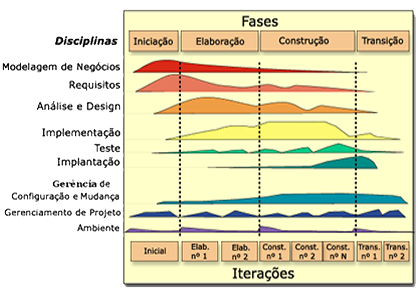 Fases
Disciplinas
Iniciação Elaboração Construção Transição
Modelagem de Negócios
Requisitos
Análise e Design
Implementação
Teste
Implantação
Gerência de
Configuração e Mudança
Gerenciamento de Projeto
Ambiente
Inicial Elab. nº 1 Elab. nº 2 Const. nº 1 Const. nº 2 Const. nº N Trans. nº 1 Trans. nº 2
Iterações